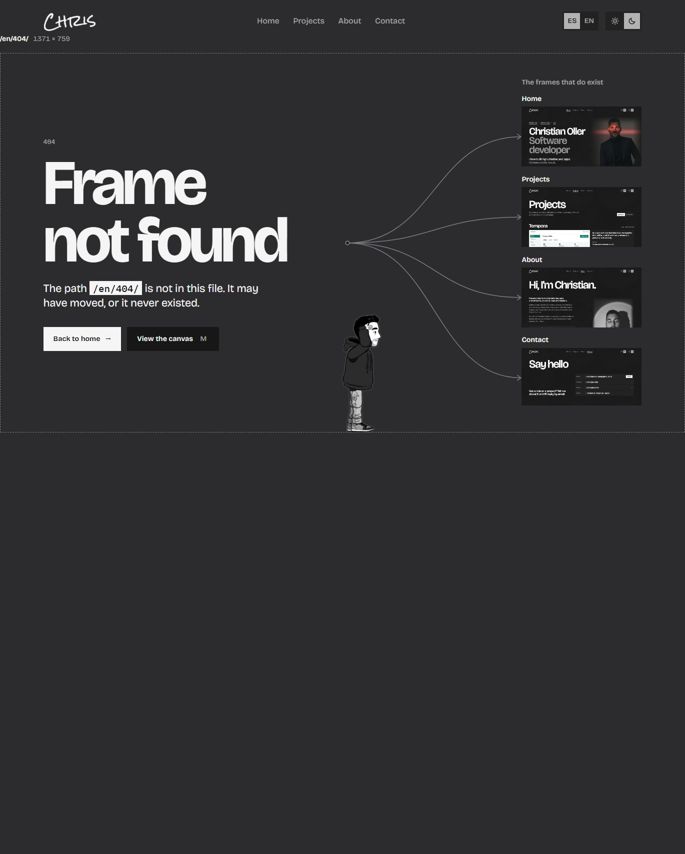 CHRIS
Home Projects About Contact
ES EN
/en/404/ 1371 × 759
The frames that do exist
Home
Christian Oller
Software
developer
404
Frame
not found
The path /en/404/ is not in this file. It may
have moved, or it never existed.
Back to home →
View the canvas M
Projects
Projects
Tempora
About
Hi, I'm Christian.
Contact
Say hello